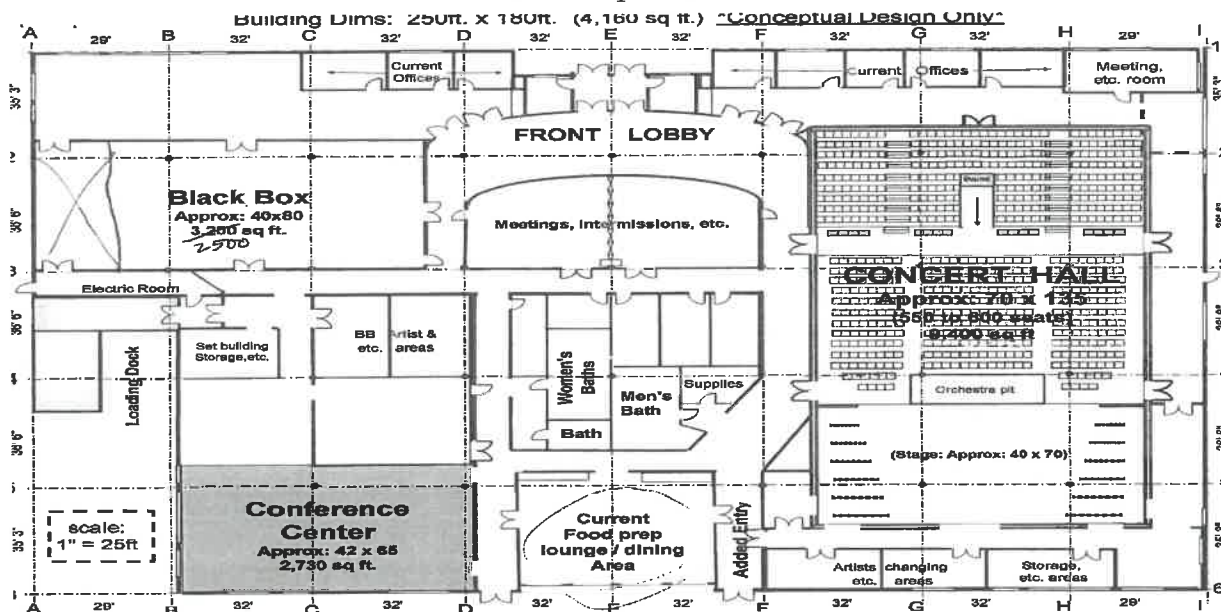 Building Dims: 250ft. x 180ft. (4,160 sq ft.) *Conceptual Design Only*
A B C D E F G H I
29' 32' 32' 32' 32' 32' 32' 29'
1
Current
Offices
Current Offices
Meeting,
etc. room
35'3"
FRONT LOBBY
Black Box
Approx: 40x80
3,200 sq ft.
2500
Meetings, intermissions, etc.
CONCERT HALL
Approx: 70 x 135
(550 to 600 seats)
9,400 sq ft
Electric Room
Loading Dock
Set building
Storage, etc.
BB Artist &
etc. areas
Women's
Baths
Men's
Bath
Supplies
Bath
Orchestra pit
(Stage: Approx: 40 x 70)
Conference
Center
Approx: 42 x 65
2,730 sq ft.
scale:
1" = 25ft
Current
Food prep
lounge / dining
Area
Added Entry
Artists changing
etc. areas
Storage,
etc. areas
35'3"
29' 32' 32' 32' 32' 32' 29'
A B C D E F G H I